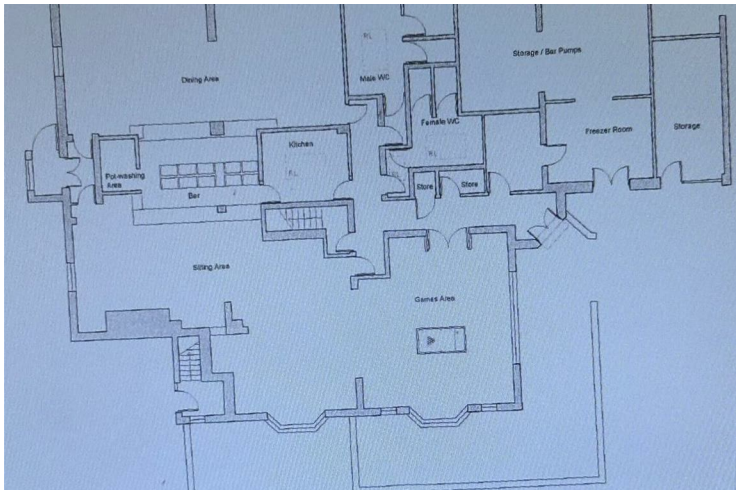 Storage / Bar Pumps
Dining Area
Male WC
Female WC
Freezer Room
Storage
Kitchen
Pot-washing
Area
Bar
Store
Store
Sitting Area
Games Area